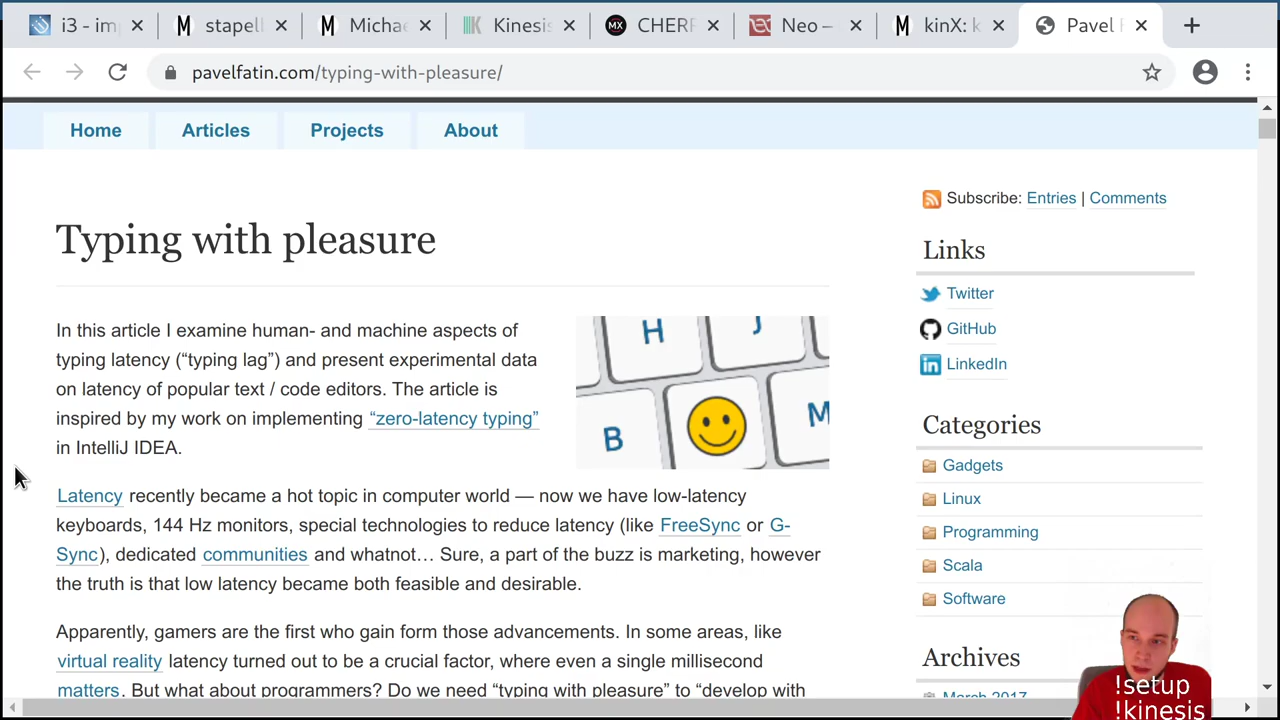 i3 - imp
stapell
Michae
Kinesis
MX
CHERR
Neo –
kinX: k
Pavel F
pavelfatin.com/typing-with-pleasure/
Home
Articles
Projects
About
Subscribe: Entries | Comments
Typing with pleasure
Links
Twitter
GitHub
LinkedIn
In this article I examine human- and machine aspects of
typing latency (“typing lag”) and present experimental data
on latency of popular text / code editors. The article is
inspired by my work on implementing “zero-latency typing”
in IntelliJ IDEA.
H
J
B
M
Categories
Gadgets
Linux
Programming
Scala
Software
Latency recently became a hot topic in computer world — now we have low-latency
keyboards, 144 Hz monitors, special technologies to reduce latency (like FreeSync or G-
Sync), dedicated communities and whatnot… Sure, a part of the buzz is marketing, however
the truth is that low latency became both feasible and desirable.
Apparently, gamers are the first who gain form those advancements. In some areas, like
virtual reality latency turned out to be a crucial factor, where even a single millisecond
matters. But what about programmers? Do we need “typing with pleasure” to “develop with
Archives
March 2017
!setup
!kinesis